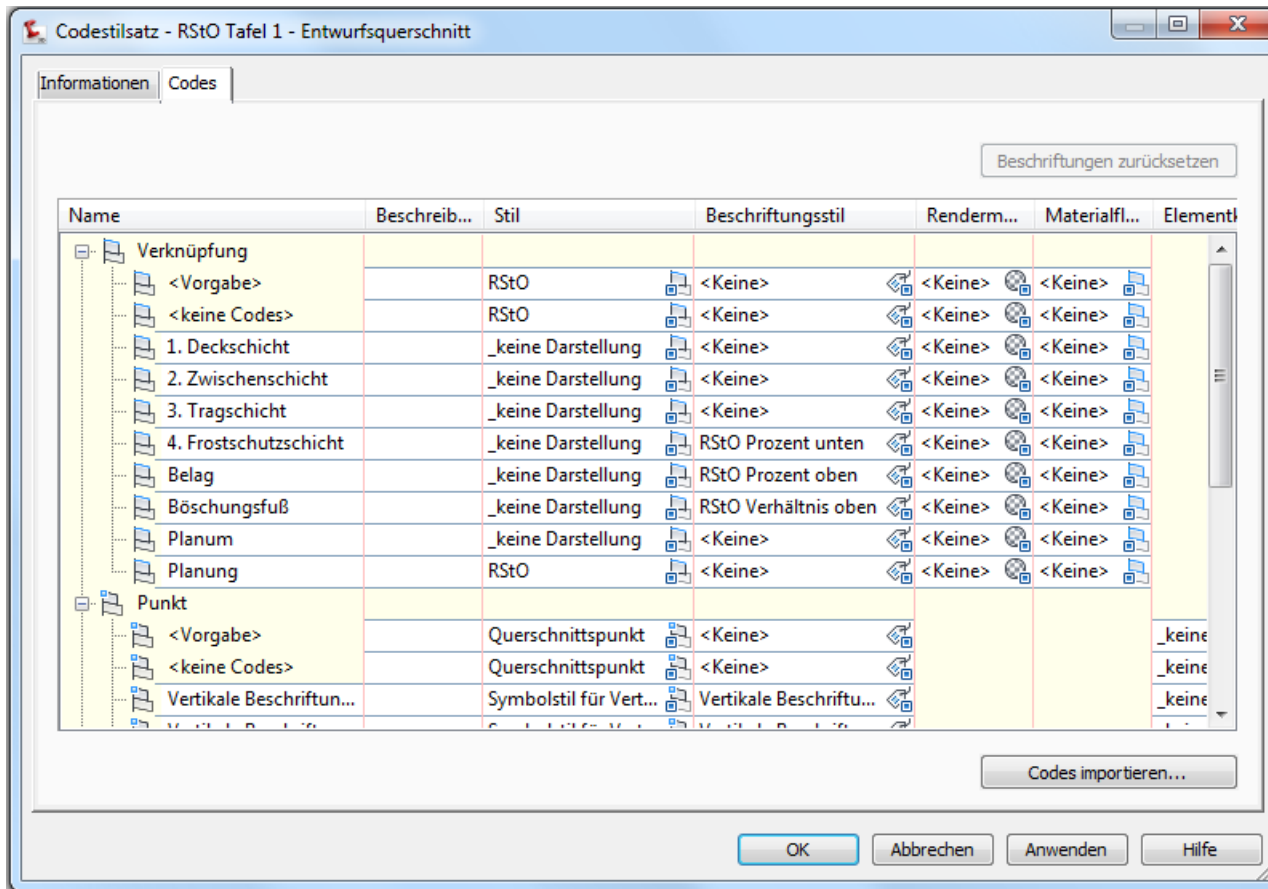 Codestilsatz - RStO Tafel 1 - Entwurfsquerschnitt
Informationen Codes
Beschriftungen zurücksetzen
Name Beschreib... Stil Beschriftungsstil Renderm... Materialfl... Elementk
Verknüpfung
<Vorgabe> RStO <Keine> <Keine> <Keine>
<keine Codes> RStO <Keine> <Keine> <Keine>
1. Deckschicht _keine Darstellung <Keine> <Keine> <Keine>
2. Zwischenschicht _keine Darstellung <Keine> <Keine> <Keine>
3. Tragschicht _keine Darstellung <Keine> <Keine> <Keine>
4. Frostschutzschicht _keine Darstellung RStO Prozent unten <Keine> <Keine>
Belag _keine Darstellung RStO Prozent oben <Keine> <Keine>
Böschungsfuß _keine Darstellung RStO Verhältnis oben <Keine> <Keine>
Planum _keine Darstellung <Keine> <Keine> <Keine>
Planung RStO <Keine> <Keine> <Keine>
Punkt
<Vorgabe> Querschnittspunkt <Keine> _keine
<keine Codes> Querschnittspunkt <Keine> _keine
Vertikale Beschriftun... Symbolstil für Vert... Vertikale Beschriftu... _keine
Codes importieren...
OK Abbrechen Anwenden Hilfe